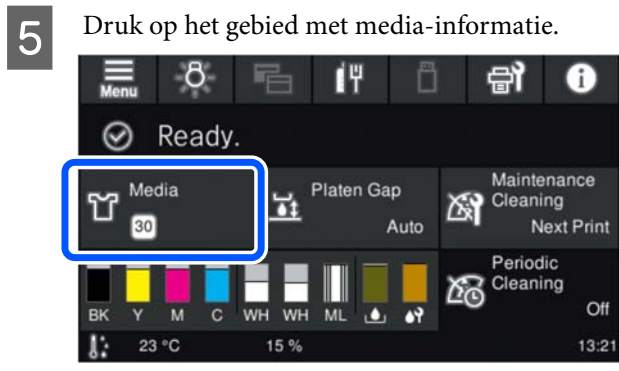 5
Druk op het gebied met media-informatie.
Menu
Ready.
Media
30
Platen Gap
Auto
Maintenance
Cleaning
Next Print
Periodic
Cleaning
Off
BK Y M C WH WH ML
23 °C 15 % 13:21